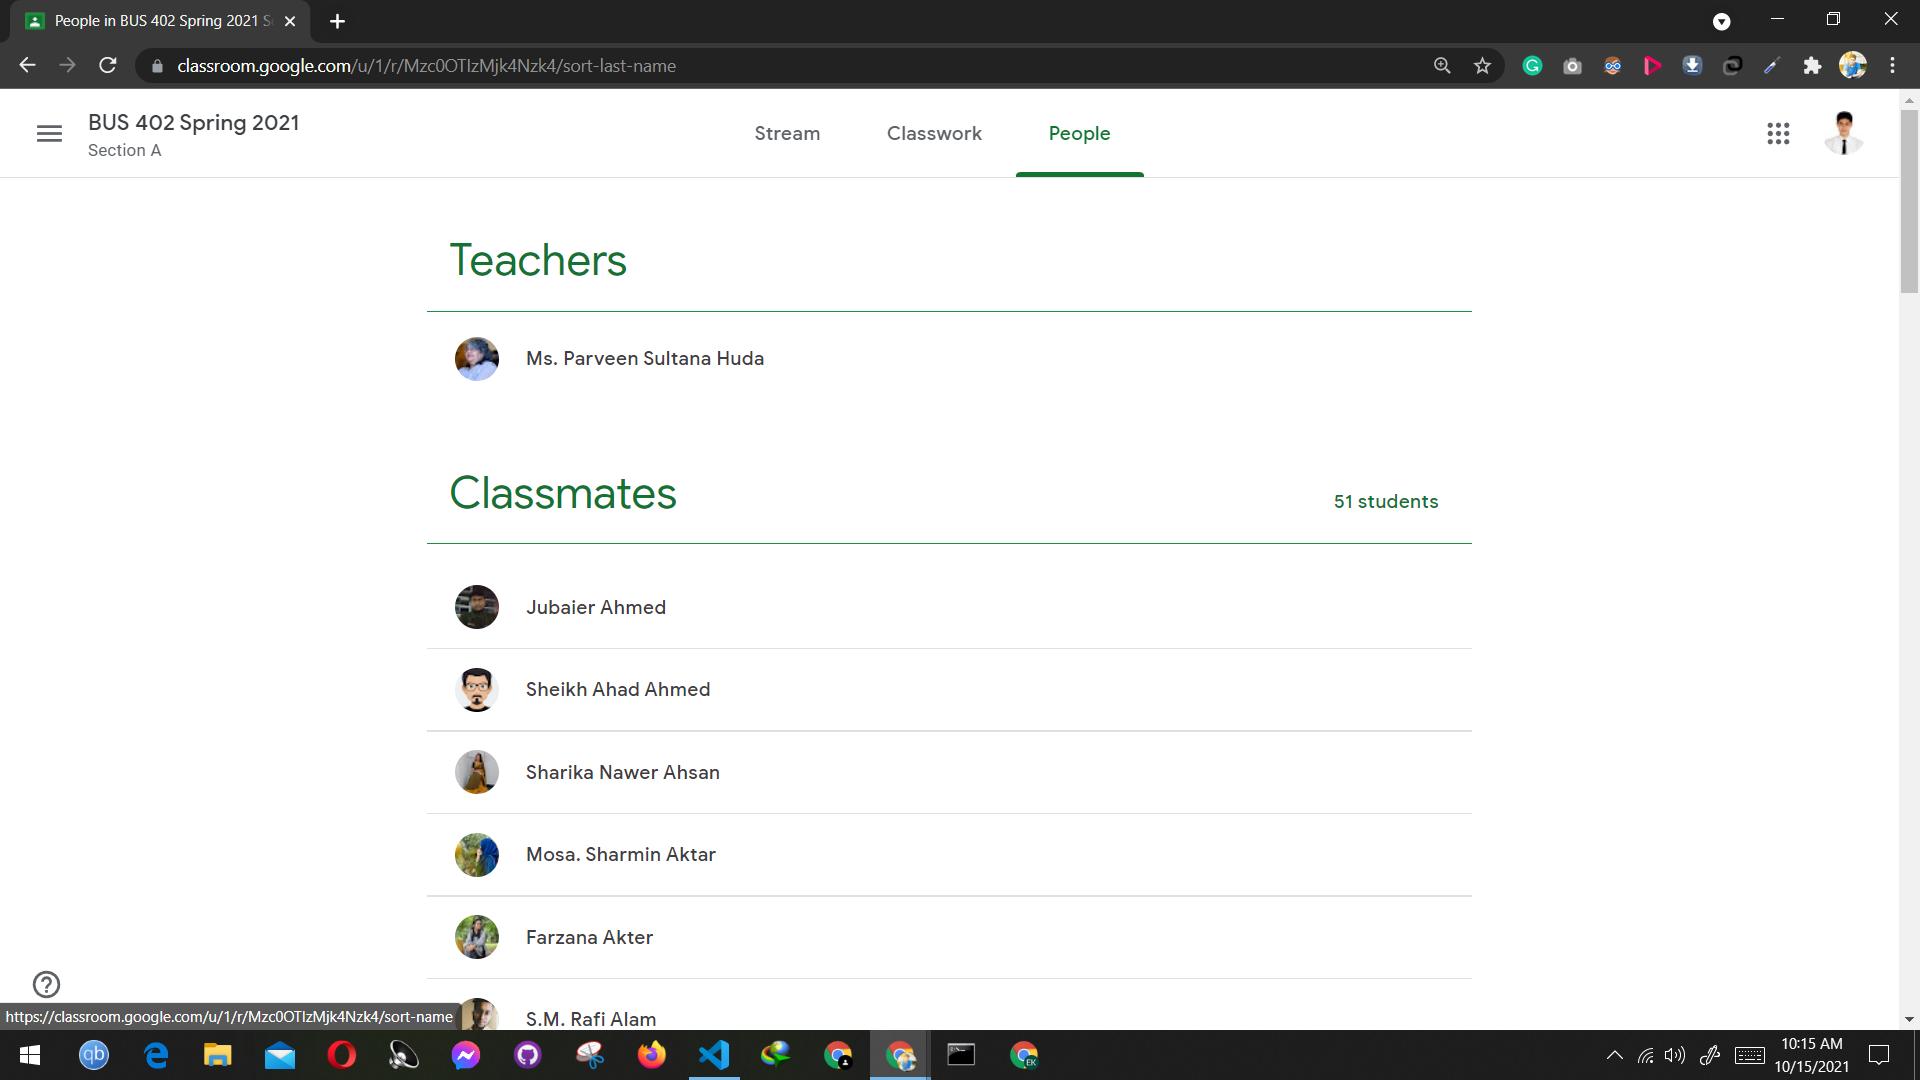 People in BUS 402 Spring 2021 S
classroom.google.com/u/1/r/Mzc0OTIzMjk4Nzk4/sort-last-name
BUS 402 Spring 2021
Section A
Stream
Classwork
People
Teachers
Ms. Parveen Sultana Huda
Classmates
51 students
Jubaier Ahmed
Sheikh Ahad Ahmed
Sharika Nawer Ahsan
Mosa. Sharmin Aktar
Farzana Akter
S.M. Rafi Alam
https://classroom.google.com/u/1/r/Mzc0OTIzMjk4Nzk4/sort-name
qb
EK
10:15 AM
10/15/2021